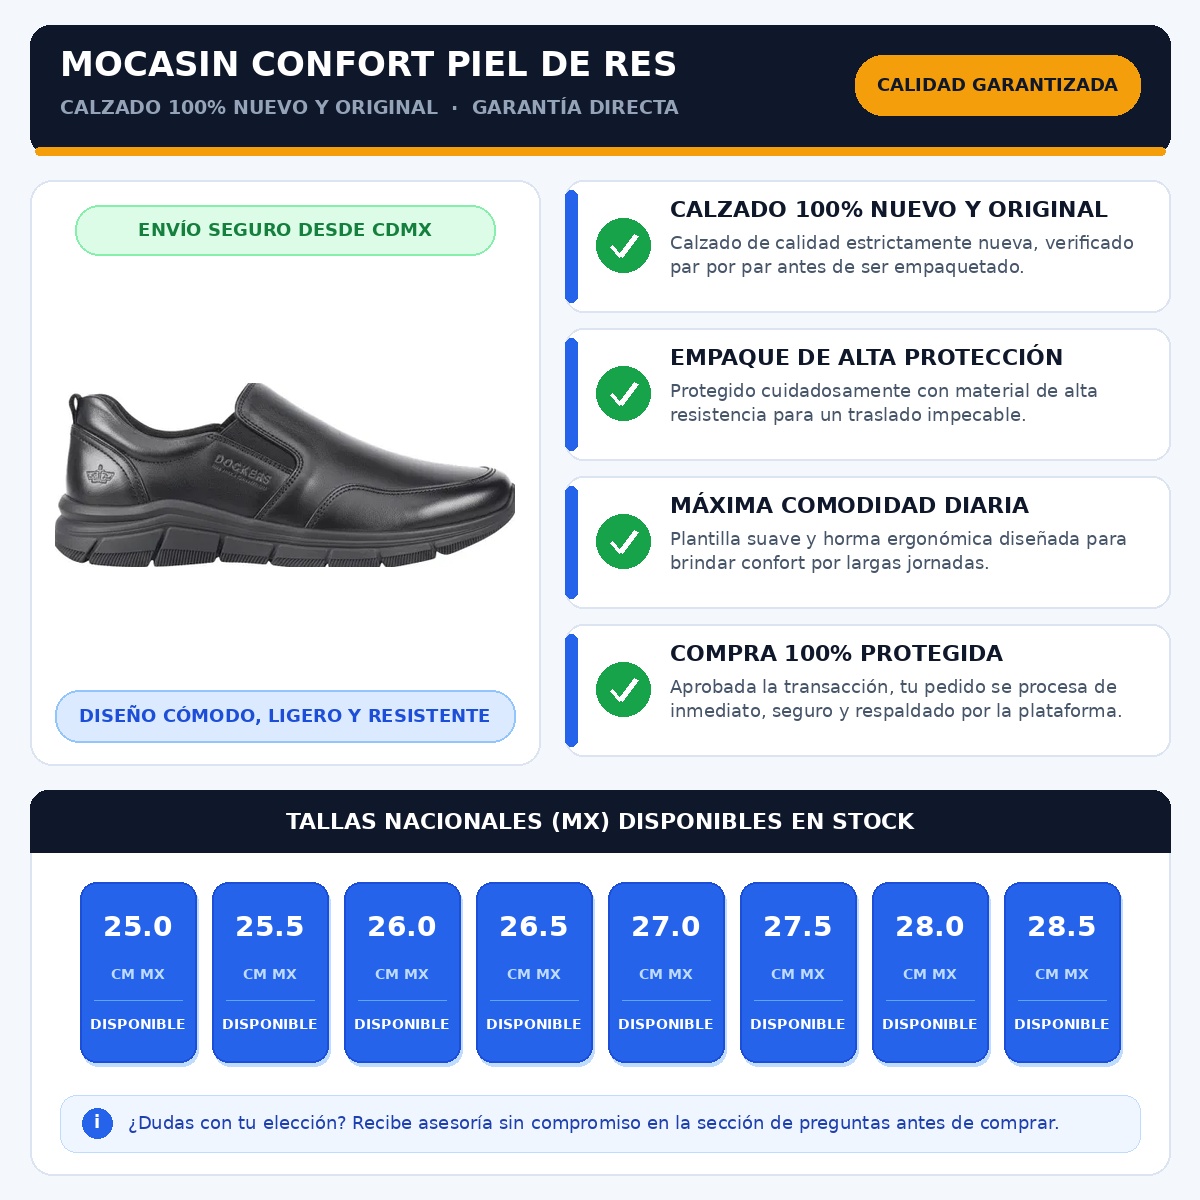 MOCASIN CONFORT PIEL DE RES
CALZADO 100% NUEVO Y ORIGINAL · GARANTÍA DIRECTA
CALIDAD GARANTIZADA
ENVÍO SEGURO DESDE CDMX
DOCKERS
DISEÑO CÓMODO, LIGERO Y RESISTENTE
CALZADO 100% NUEVO Y ORIGINAL
Calzado de calidad estrictamente nueva, verificado
par por par antes de ser empaquetado.
EMPAQUE DE ALTA PROTECCIÓN
Protegido cuidadosamente con material de alta
resistencia para un traslado impecable.
MÁXIMA COMODIDAD DIARIA
Plantilla suave y horma ergonómica diseñada para
brindar confort por largas jornadas.
COMPRA 100% PROTEGIDA
Aprobada la transacción, tu pedido se procesa de
inmediato, seguro y respaldado por la plataforma.
TALLAS NACIONALES (MX) DISPONIBLES EN STOCK
25.0 25.5 26.0 26.5 27.0 27.5 28.0 28.5
CM MX CM MX CM MX CM MX CM MX CM MX CM MX CM MX
DISPONIBLE DISPONIBLE DISPONIBLE DISPONIBLE DISPONIBLE DISPONIBLE DISPONIBLE DISPONIBLE
i ¿Dudas con tu elección? Recibe asesoría sin compromiso en la sección de preguntas antes de comprar.